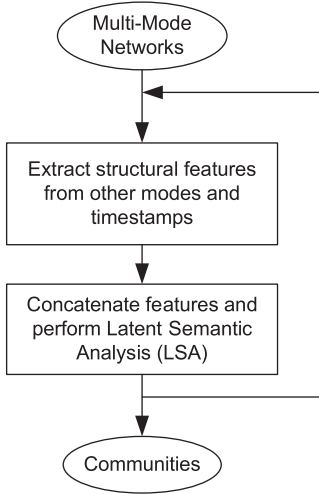 Multi-Mode
Networks
Extract structural features
from other modes and
timestamps
Concatenate features and
perform Latent Semantic
Analysis (LSA)
Communities